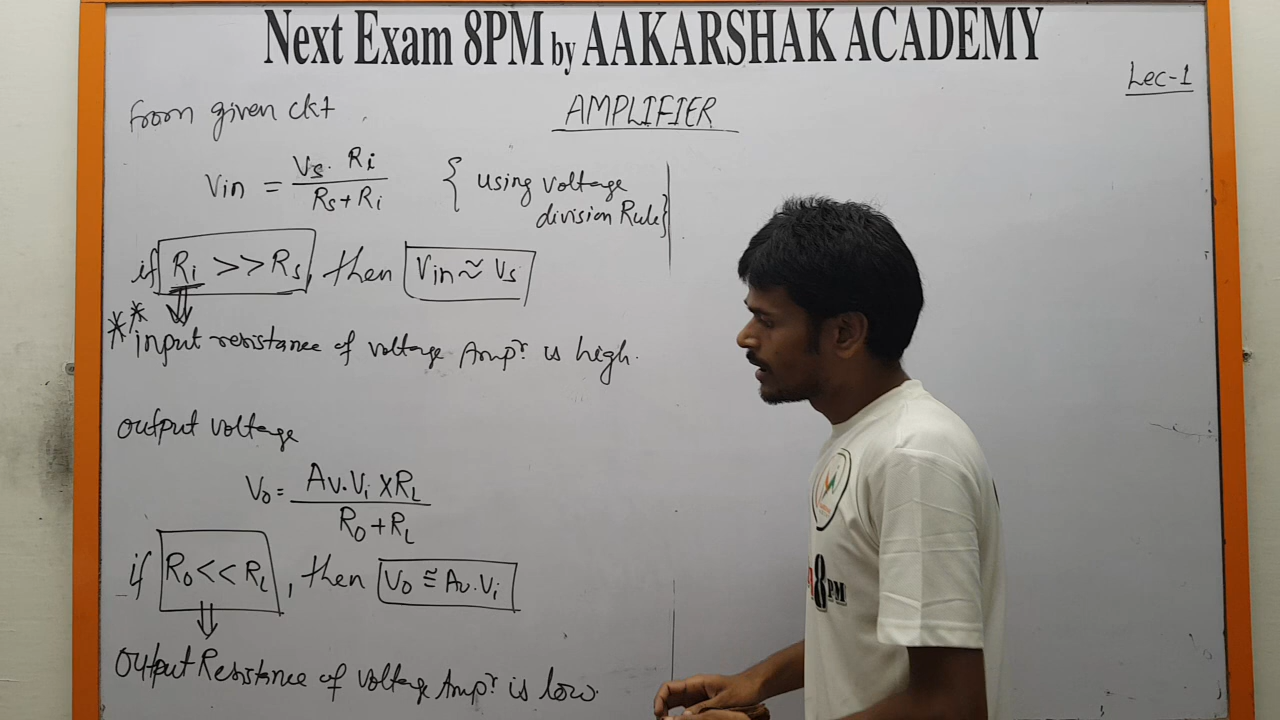 Next Exam 8PM by AAKARSHAK ACADEMY
Lec-1
AMPLIFIER
from given ckt
Vin = Vs. Ri / Rs+Ri { using voltage division Rule}
if Ri >> Rs, then Vin ≈ Vs
** input resistance of voltage Ampr. is high.
output voltage
Vo = Av.Vi x RL / Ro+RL
if Ro << RL, then Vo ≅ Av.Vi
output Resistance of voltage Ampr. is low.
8PM